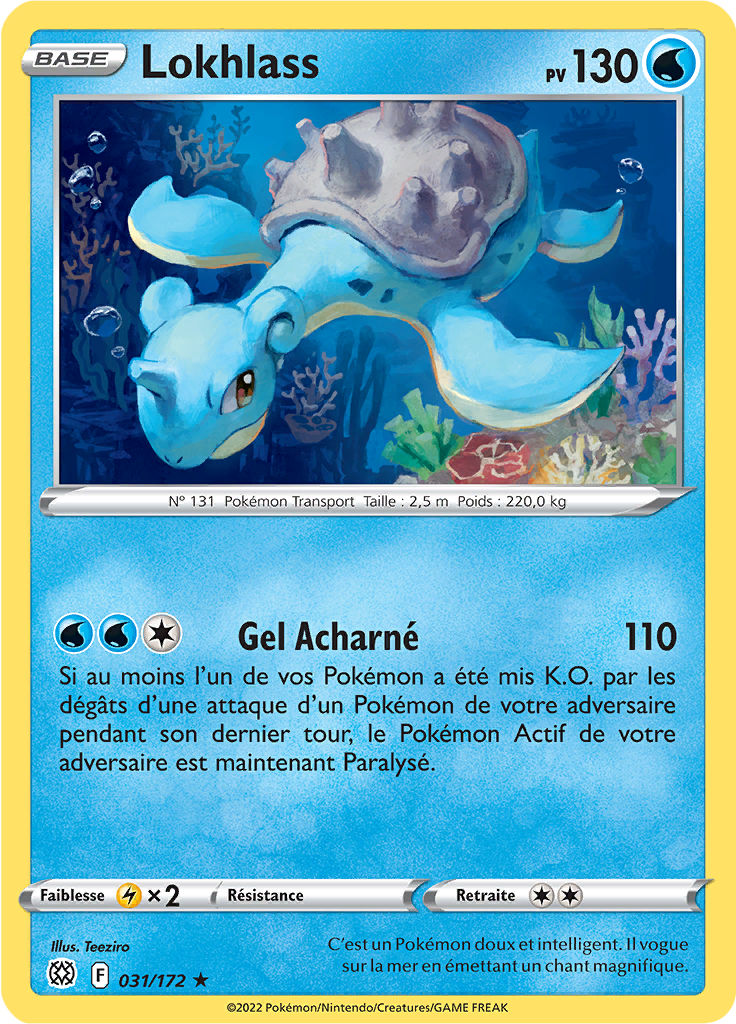 BASE Lokhlass PV 130
N° 131 Pokémon Transport Taille : 2,5 m Poids : 220,0 kg
Gel Acharné 110
Si au moins l'un de vos Pokémon a été mis K.O. par les
dégâts d'une attaque d'un Pokémon de votre adversaire
pendant son dernier tour, le Pokémon Actif de votre
adversaire est maintenant Paralysé.
Faiblesse ×2 Résistance Retraite
Illus. Teeziro
C'est un Pokémon doux et intelligent. Il vogue
sur la mer en émettant un chant magnifique.
F 031/172 ★
©2022 Pokémon/Nintendo/Creatures/GAME FREAK